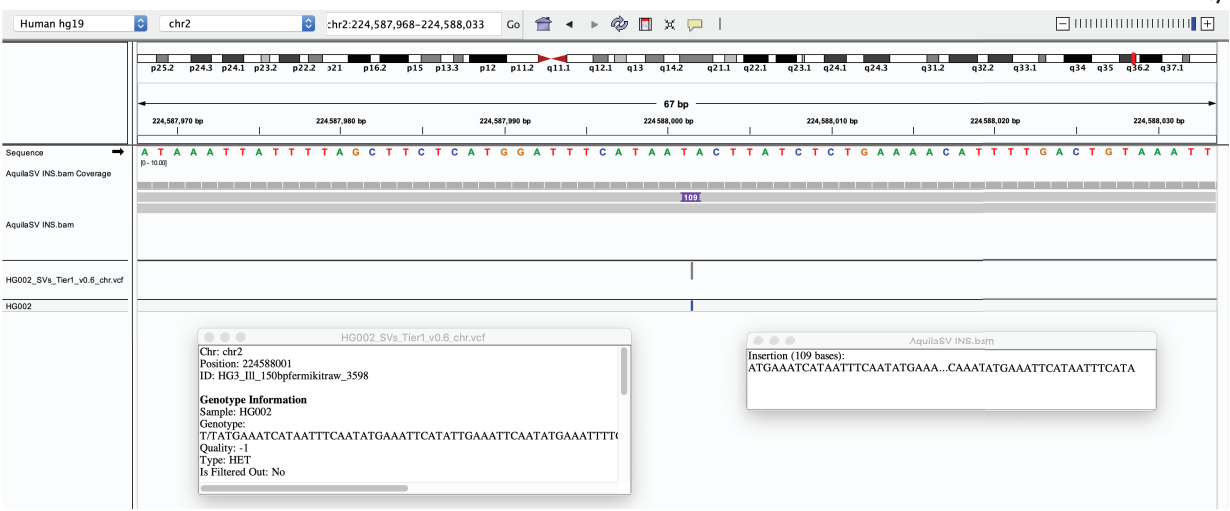 Human hg19 chr2 chr2:224,587,968-224,588,033 Go
p25.2 p24.3 p24.1 p23.2 p22.2 p21 p16.2 p15 p13.3 p12 p11.2 q11.1 q12.1 q13 q14.2 q21.1 q22.1 q23.1 q24.1 q24.3 q31.2 q32.2 q33.1 q34 q35 q36.2 q37.1
67 bp
224,587,970 bp 224,587,980 bp 224,587,990 bp 224,588,000 bp 224,588,010 bp 224,588,020 bp 224,588,030 bp
Sequence A T A A A T T A T T T T A G C T T C T C A T G G A T T T C A T A A T A C T T A T C T C T G A A A A C A T T T T G A C T G T A A A T T
[0 - 10.00]
AquilaSV INS.bam Coverage
109
AquilaSV INS.bam
HG002_SVs_Tier1_v0.6_chr.vcf
HG002
HG002_SVs_Tier1_v0.6_chr.vcf
Chr: chr2
Position: 224588001
ID: HG3_Ill_150bpfermikitraw_3598
Genotype Information
Sample: HG002
Genotype:
T/TATGAAATCATAATTTCAATATGAAATTCATATTGAAATTCAATATGAAATTTT
Quality: -1
Type: HET
Is Filtered Out: No
AquilaSV INS.bam
Insertion (109 bases):
ATGAAATCATAATTTCAATATGAAA...CAAATATGAAATTCATAATTTCATA